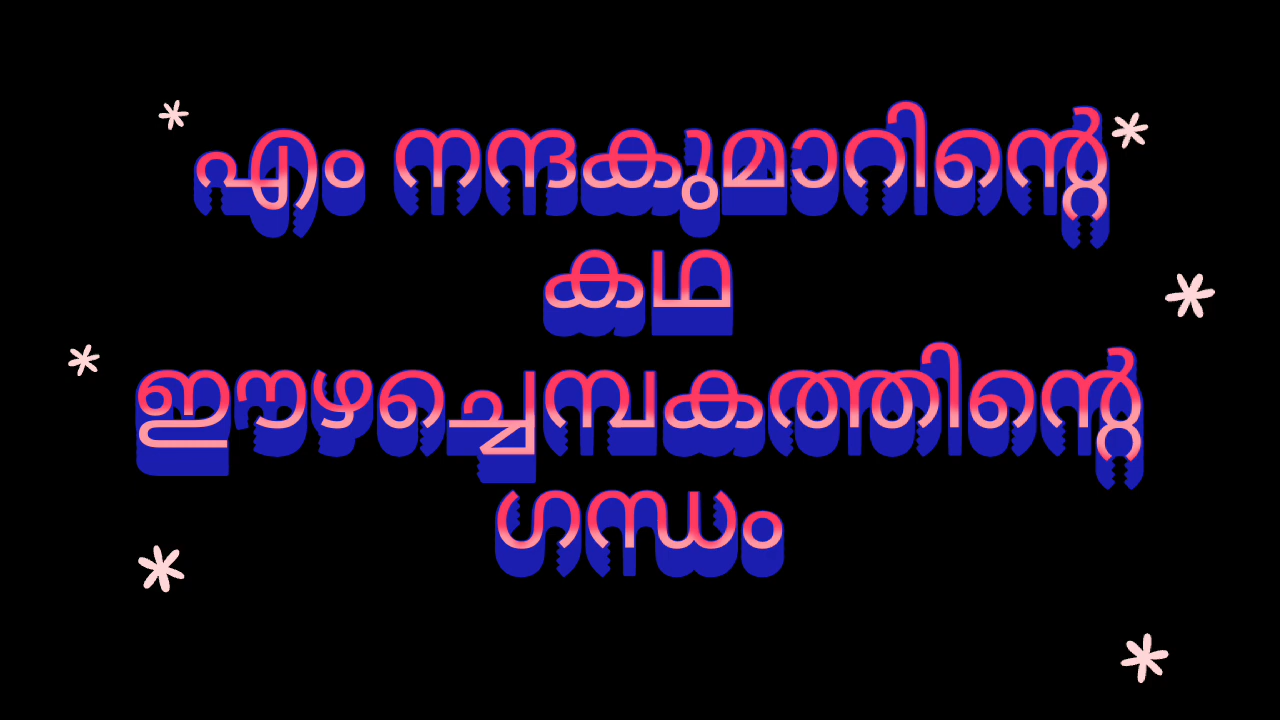 എം നന്ദകുമാറിന്റെ
കഥ
ഈഴച്ചെമ്പകത്തിന്റെ
ഗന്ധം